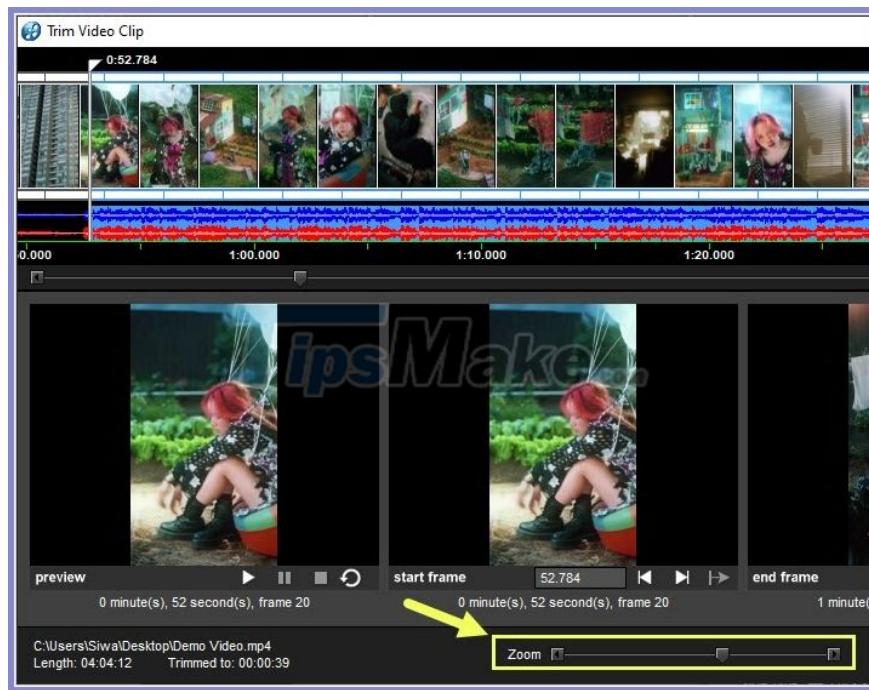 Trim Video Clip
0:52.784
0.000 1:00.000 1:10.000 1:20.000
ipsMake
preview start frame 52.784 end frame
0 minute(s), 52 second(s), frame 20 0 minute(s), 52 second(s), frame 20 1 minute(
C:\Users\Siwa\Desktop\Demo Video.mp4
Length: 04:04:12 Trimmed to: 00:00:39
Zoom